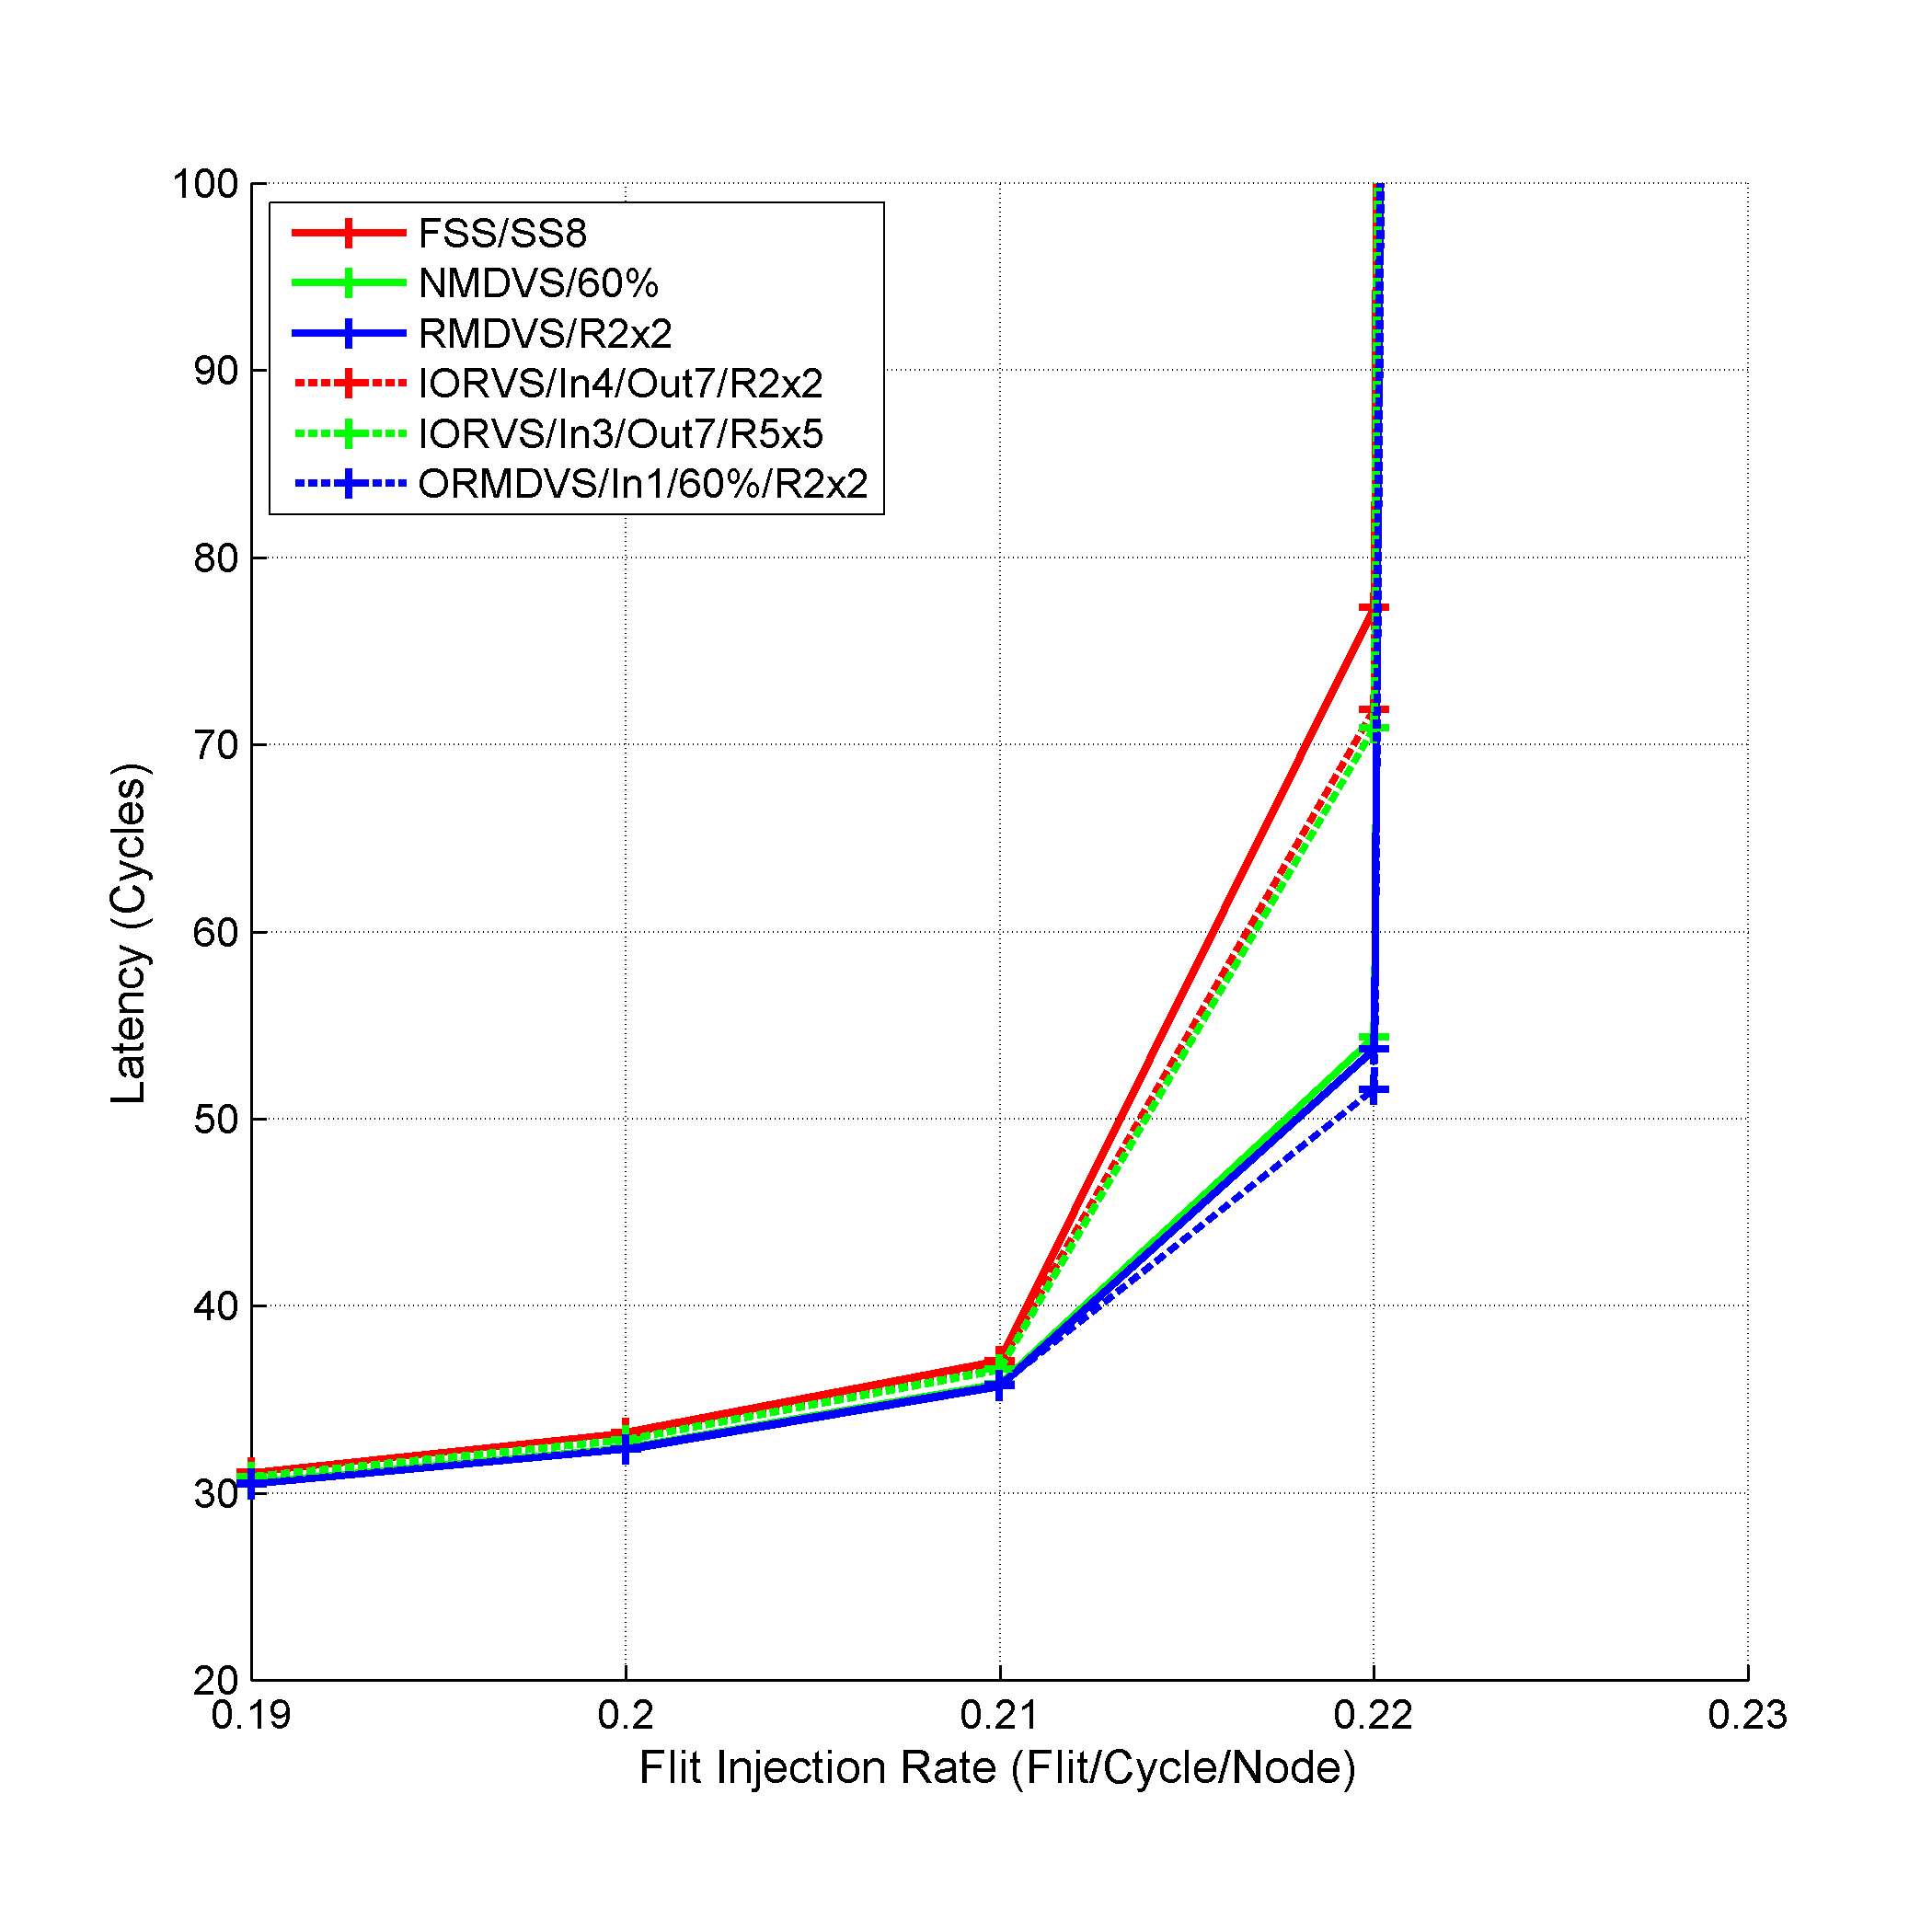 100
90
80
70
60
50
40
30
20
Latency (Cycles)
FSS/SS8
NMDVS/60%
RMDVS/R2x2
IORVS/In4/Out7/R2x2
IORVS/In3/Out7/R5x5
ORMDVS/In1/60%/R2x2
0.19 0.2 0.21 0.22 0.23
Flit Injection Rate (Flit/Cycle/Node)